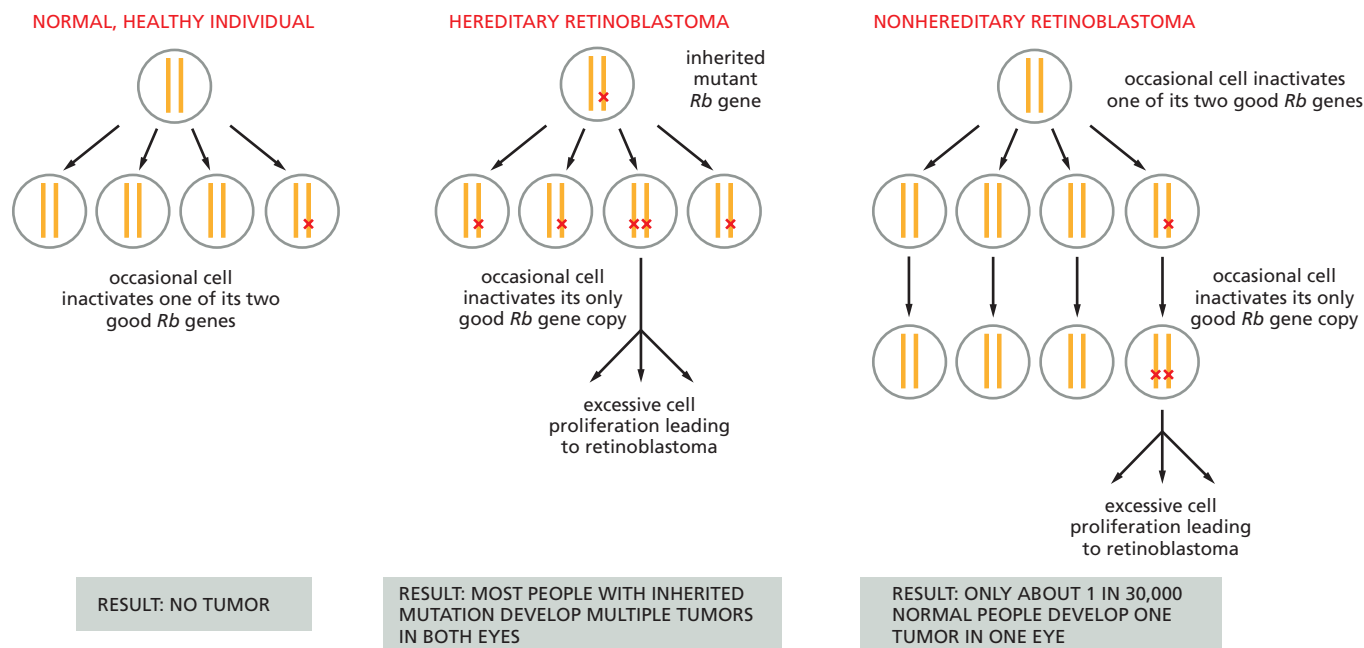 NORMAL, HEALTHY INDIVIDUAL
occasional cell
inactivates one of its two
good Rb genes
RESULT: NO TUMOR
HEREDITARY RETINOBLASTOMA
inherited
mutant
Rb gene
occasional cell
inactivates its only
good Rb gene copy
excessive cell
proliferation leading
to retinoblastoma
RESULT: MOST PEOPLE WITH INHERITED
MUTATION DEVELOP MULTIPLE TUMORS
IN BOTH EYES
NONHEREDITARY RETINOBLASTOMA
occasional cell inactivates
one of its two good Rb genes
occasional cell
inactivates its only
good Rb gene copy
excessive cell
proliferation leading
to retinoblastoma
RESULT: ONLY ABOUT 1 IN 30,000
NORMAL PEOPLE DEVELOP ONE
TUMOR IN ONE EYE